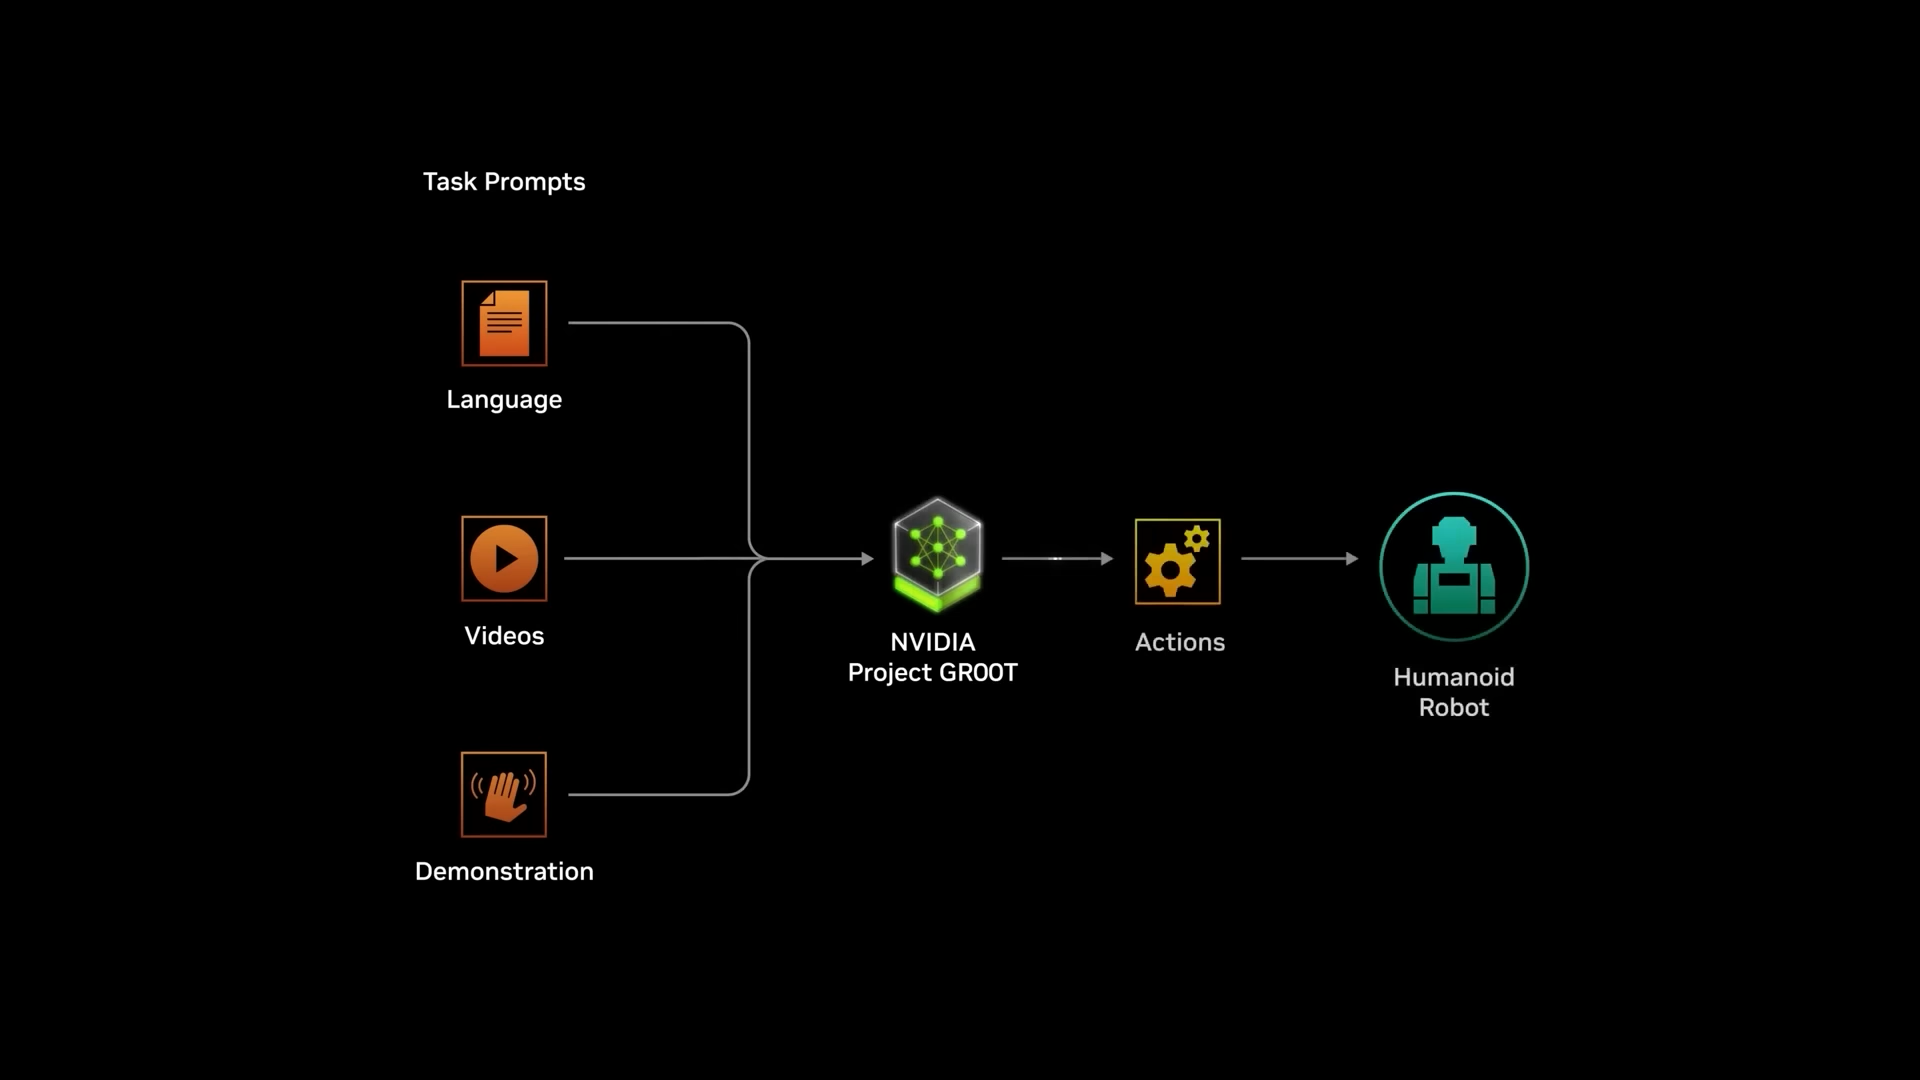 Task Prompts
Language
Videos
Demonstration
NVIDIA
Project GR00T
Actions
Humanoid
Robot